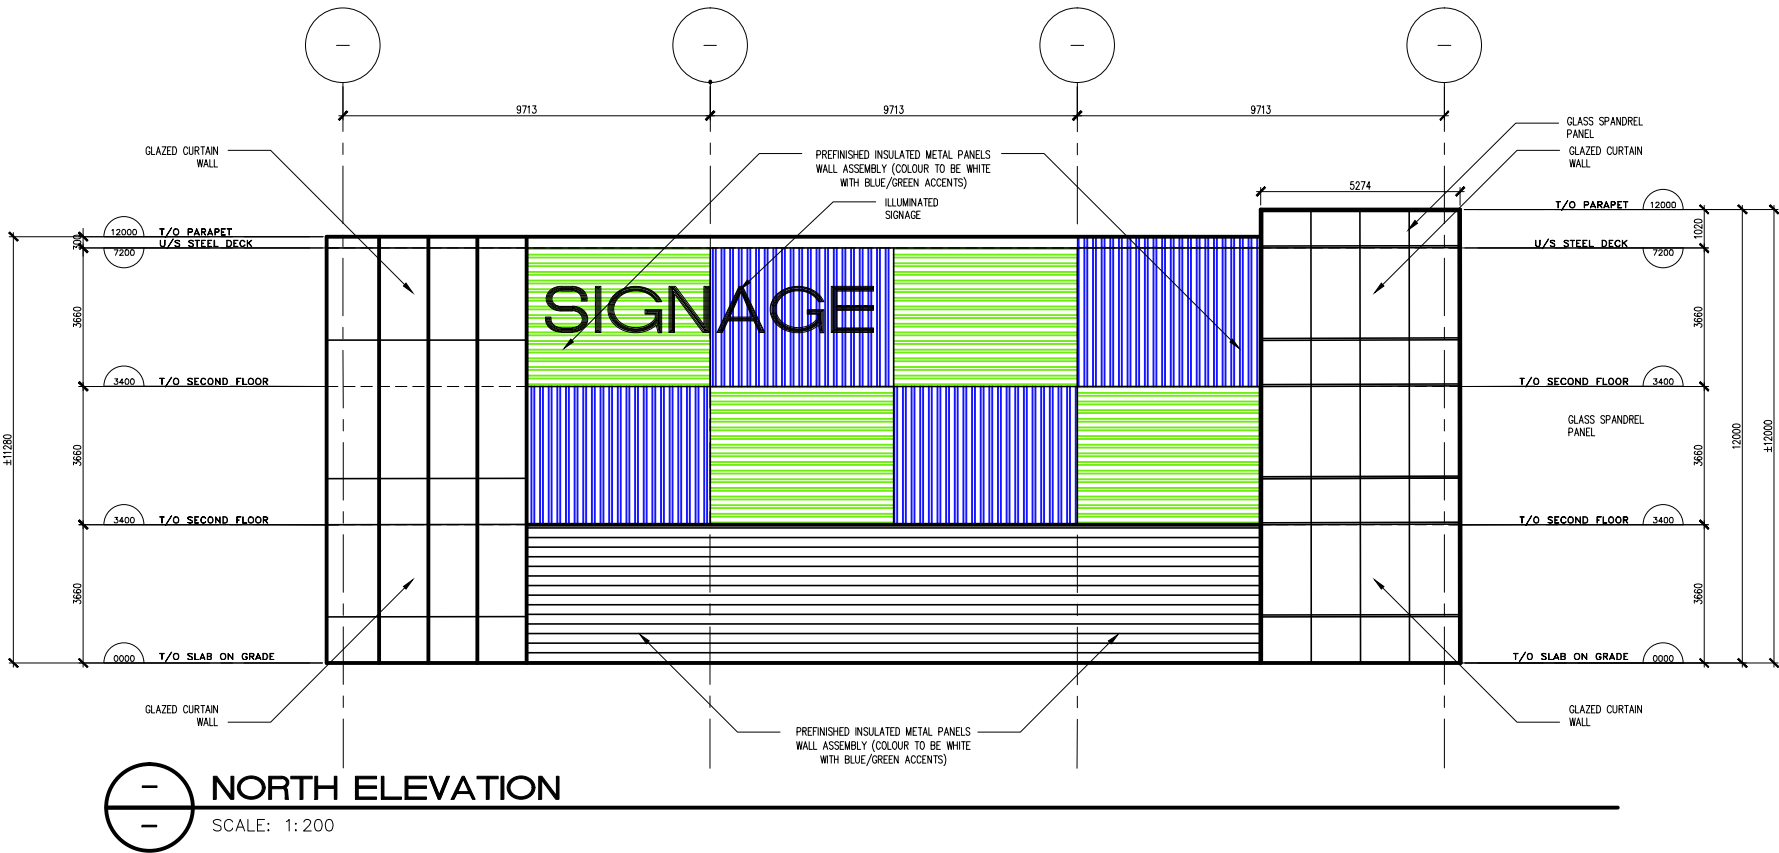 –
–
–
–
9713
9713
9713
GLAZED CURTAIN
WALL
PREFINISHED INSULATED METAL PANELS
WALL ASSEMBLY (COLOUR TO BE WHITE
WITH BLUE/GREEN ACCENTS)
ILLUMINATED
SIGNAGE
GLASS SPANDREL
PANEL
GLAZED CURTAIN
WALL
5274
12000 T/O PARAPET
U/S STEEL DECK
7200
T/O PARAPET 12000
U/S STEEL DECK
7200
700
1020
SIGNAGE
3660
3660
3400 T/O SECOND FLOOR
T/O SECOND FLOOR 3400
GLASS SPANDREL
PANEL
±11280
3660
3660
12000
±12000
3400 T/O SECOND FLOOR
T/O SECOND FLOOR 3400
3660
3660
0000 T/O SLAB ON GRADE
T/O SLAB ON GRADE 0000
GLAZED CURTAIN
WALL
PREFINISHED INSULATED METAL PANELS
WALL ASSEMBLY (COLOUR TO BE WHITE
WITH BLUE/GREEN ACCENTS)
GLAZED CURTAIN
WALL
–
–
NORTH ELEVATION
SCALE: 1:200